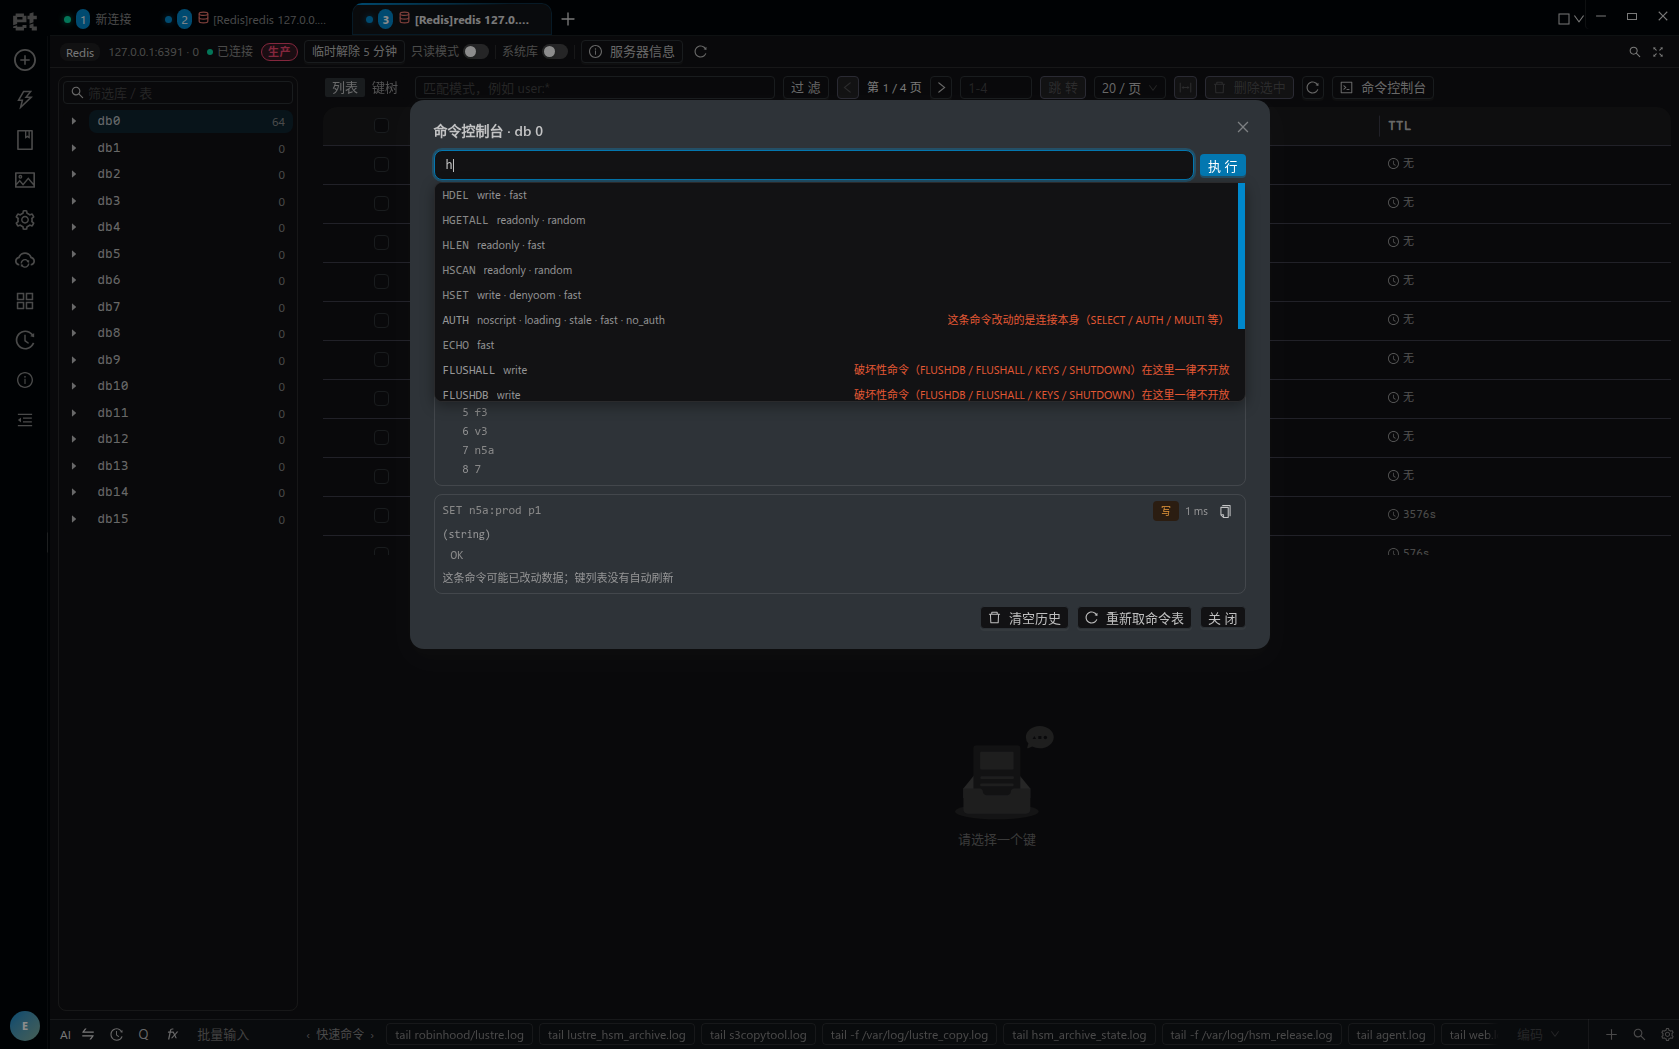 et
1 新连接
2 [Redis]redis 127.0.0....
3 [Redis]redis 127.0....
Redis 127.0.0.1:6391 · 0 已连接 生产 临时解除 5 分钟 只读模式 系统库 服务器信息
筛选库 / 表
列表 键树 匹配模式，例如 user:* 过 滤 第 1 / 4 页 1-4 跳 转 20 / 页 删除选中 命令控制台
db0 64
db1 0
db2 0
db3 0
db4 0
db5 0
db6 0
db7 0
db8 0
db9 0
db10 0
db11 0
db12 0
db13 0
db14 0
db15 0
TTL
无
无
无
无
无
无
无
无
无
3576s
576s
命令控制台 · db 0
h 执 行
HDEL write · fast
HGETALL readonly · random
HLEN readonly · fast
HSCAN readonly · random
HSET write · denyoom · fast
AUTH noscript · loading · stale · fast · no_auth 这条命令改动的是连接本身（SELECT / AUTH / MULTI 等）
ECHO fast
FLUSHALL write 破坏性命令（FLUSHDB / FLUSHALL / KEYS / SHUTDOWN）在这里一律不开放
FLUSHDB write 破坏性命令（FLUSHDB / FLUSHALL / KEYS / SHUTDOWN）在这里一律不开放
5 f3
6 v3
7 n5a
8 7
SET n5a:prod p1 写 1 ms
(string)
OK
这条命令可能已改动数据；键列表没有自动刷新
清空历史 重新取命令表 关 闭
请选择一个键
E
AI Q fx 批量输入 ‹ 快速命令 › tail robinhood/lustre.log tail lustre_hsm_archive.log tail s3copytool.log tail -f /var/log/lustre_copy.log tail hsm_archive_state.log tail -f /var/log/hsm_release.log tail agent.log tail web 编码